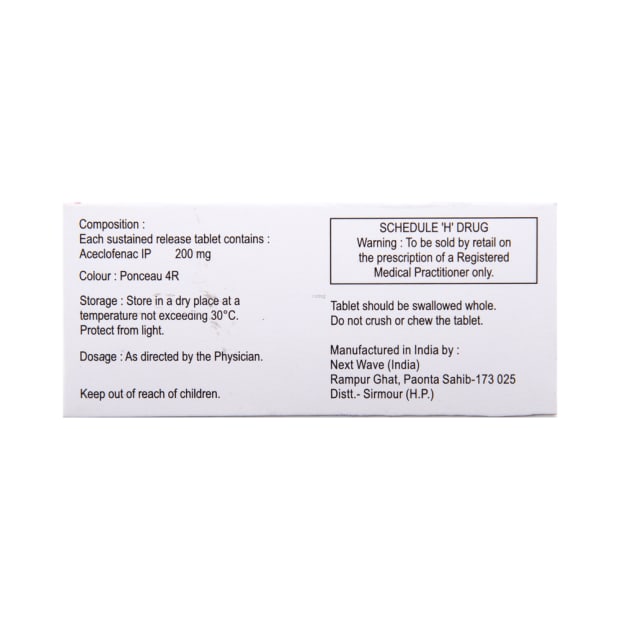 Composition :
Each sustained release tablet contains :
Aceclofenac IP 200 mg
Colour : Ponceau 4R
Storage : Store in a dry place at a
temperature not exceeding 30°C.
Protect from light.
Dosage : As directed by the Physician.
Keep out of reach of children.
SCHEDULE 'H' DRUG
Warning : To be sold by retail on
the prescription of a Registered
Medical Practitioner only.
Tablet should be swallowed whole.
Do not crush or chew the tablet.
Manufactured in India by :
Next Wave (India)
Rampur Ghat, Paonta Sahib-173 025
Distt.- Sirmour (H.P.)